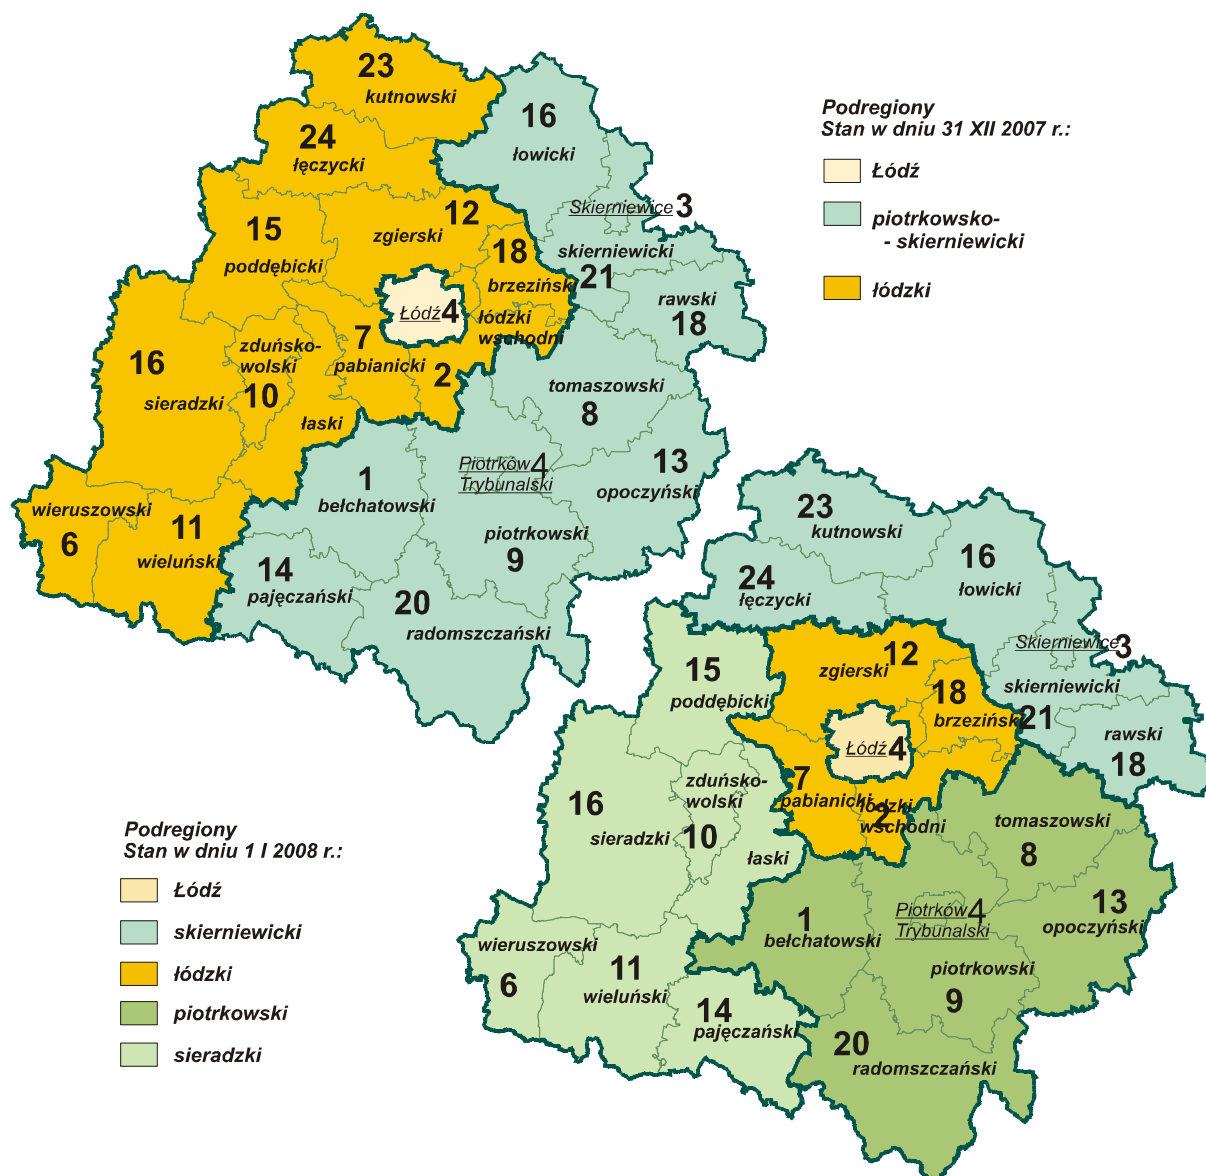 23
kutnowski
24
łęczycki
16
łowicki
Skierniewice 3
skierniewicki
21
15
poddębicki
12
zgierski
18
brzeziński
rawski
18
Łódź 4
łódzki
wschodni
2
7
pabianicki
zduńsko-
wolski
10
16
sieradzki
łaski
tomaszowski
8
13
opoczyński
Piotrków 4
Trybunalski
1
bełchatowski
piotrkowski
9
wieruszowski
6
11
wieluński
14
pajęczański
20
radomszczański
Podregiony
Stan w dniu 31 XII 2007 r.:
Łódź
piotrkowsko-
- skierniewicki
łódzki
23
kutnowski
16
łowicki
24
łęczycki
Skierniewice 3
skierniewicki
21
rawski
18
15
poddębicki
12
zgierski
18
brzeziński
Łódź 4
7
pabianicki
łódzki
2
wschodni
zduńsko-
wolski
10
16
sieradzki
łaski
tomaszowski
8
13
opoczyński
1
bełchatowski
Piotrków 4
Trybunalski
piotrkowski
9
wieruszowski
6
11
wieluński
14
pajęczański
20
radomszczański
Podregiony
Stan w dniu 1 I 2008 r.:
Łódź
skierniewicki
łódzki
piotrkowski
sieradzki